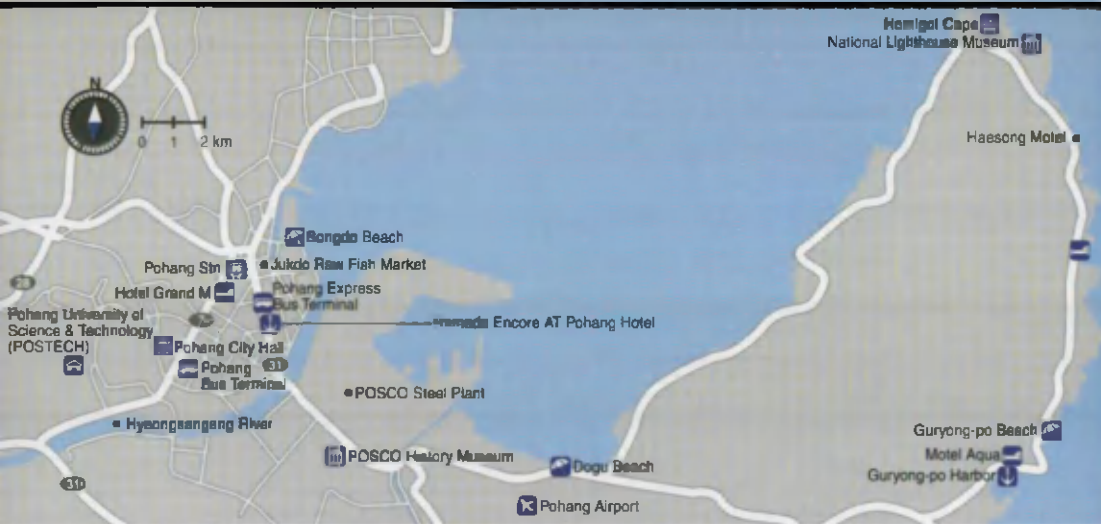 Homigot Cape
National Lighthouse Museum
N
0 1 2 km
Haesong Motel
Songdo Beach
Pohang Stn
Jukdo Raw Fish Market
28
Hotel Grand M
Pohang Express
Bus Terminal
Pohang University of
Science & Technology
(POSTECH)
Encore AT Pohang Hotel
Pohang City Hall
31
Pohang
Bus Terminal
POSCO Steel Plant
Hyeongsangang River
Guryong-po Beach
POSCO History Museum
Motel Aqua
Dogu Beach
Guryong-po Harbor
31
Pohang Airport